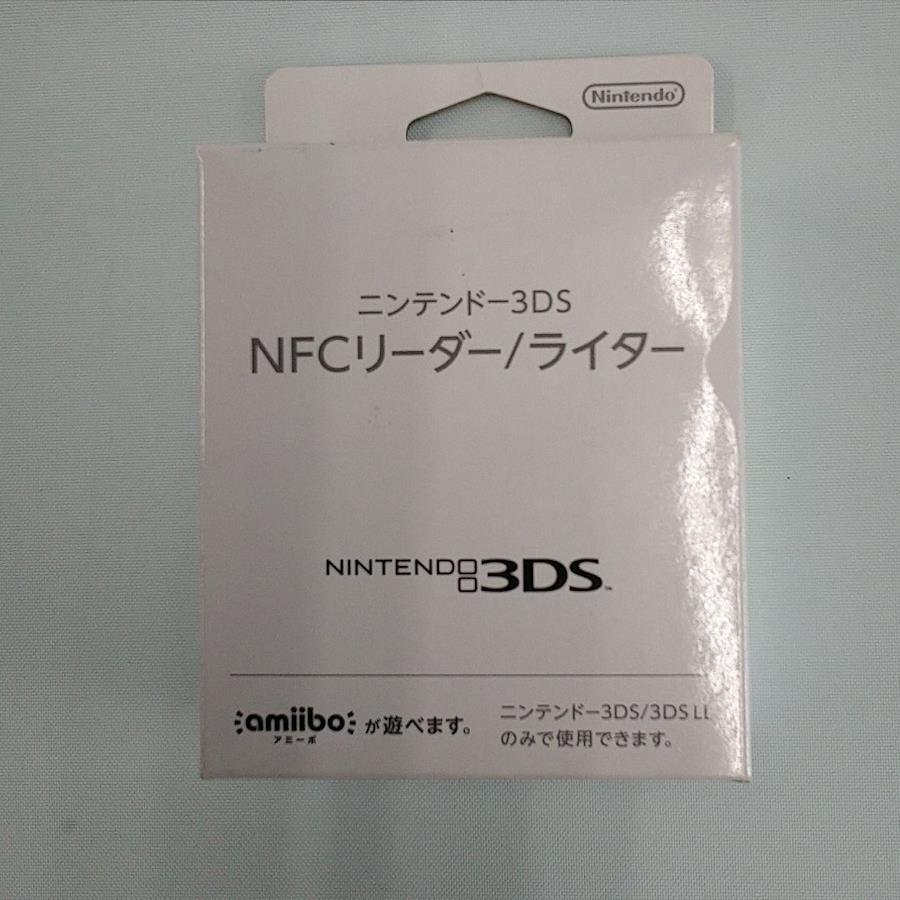 Nintendo
ニンテンドー3DS
NFCリーダー/ライター
NINTENDO 3DS™
amiibo が遊べます。
アミーボ
ニンテンドー3DS/3DS LL
のみで使用できます。